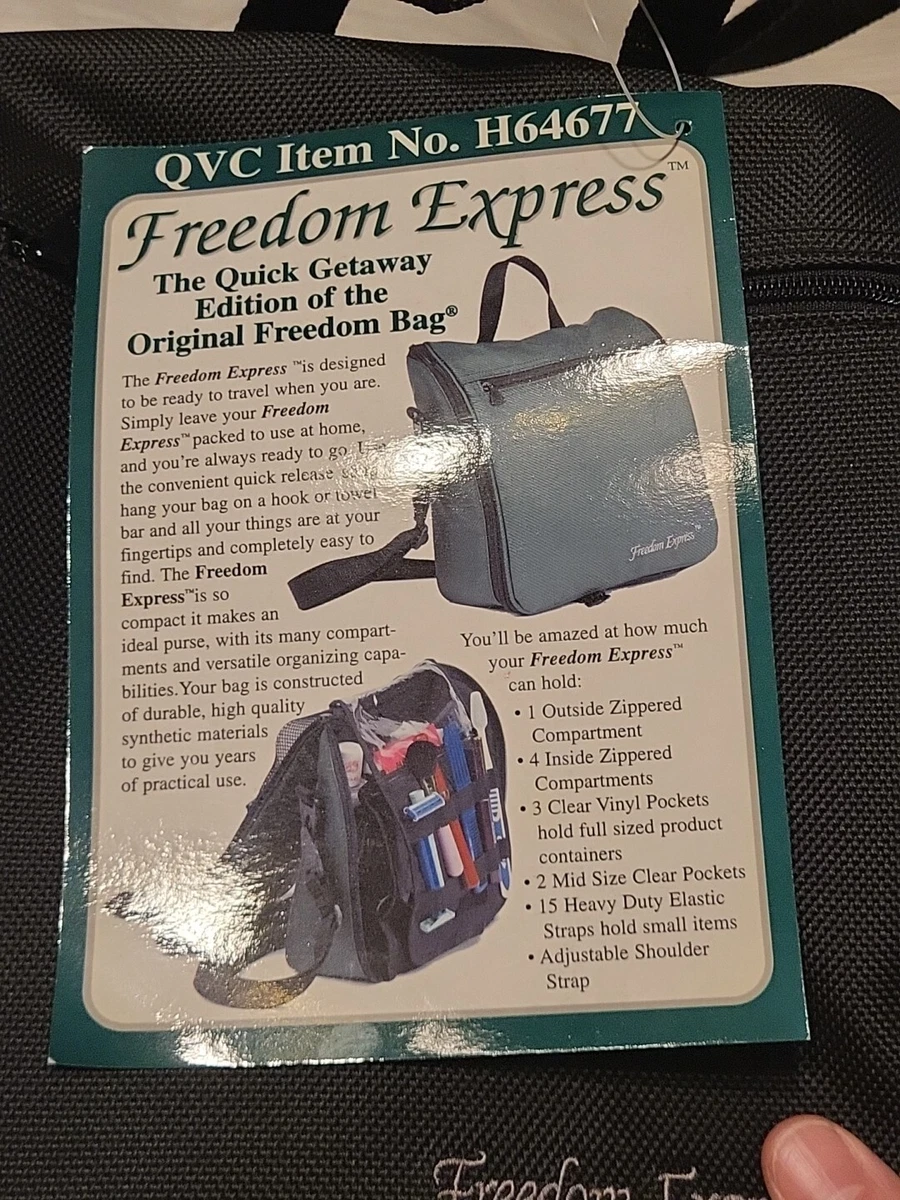 QVC Item No. H64677
Freedom Express™
The Quick Getaway
Edition of the
Original Freedom Bag®
The Freedom Express™is designed
to be ready to travel when you are.
Simply leave your Freedom
Express™packed to use at home,
and you're always ready to go.
the convenient quick release
hang your bag on a hook or towel
bar and all your things are at your
fingertips and completely easy to
find. The Freedom
Express™is so
compact it makes an
ideal purse, with its many compart-
ments and versatile organizing capa-
bilities.Your bag is constructed
of durable, high quality
synthetic materials
to give you years
of practical use.
Freedom Express™
You'll be amazed at how much
your Freedom Express™
can hold:
• 1 Outside Zippered
Compartment
• 4 Inside Zippered
Compartments
• 3 Clear Vinyl Pockets
hold full sized product
containers
• 2 Mid Size Clear Pockets
• 15 Heavy Duty Elastic
Straps hold small items
• Adjustable Shoulder
Strap
Freedom